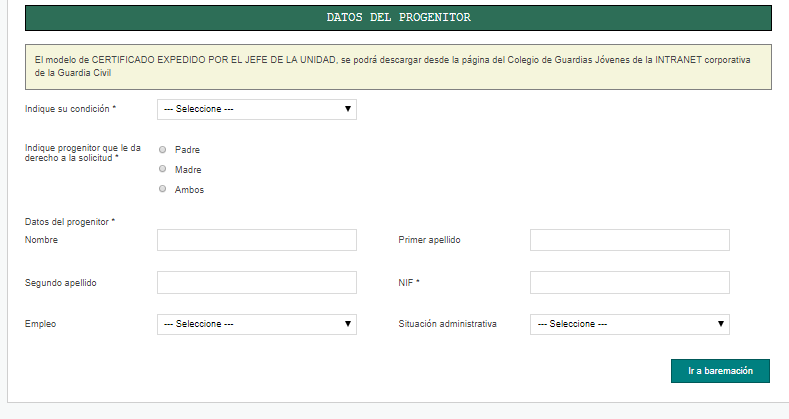 DATOS DEL PROGENITOR
El modelo de CERTIFICADO EXPEDIDO POR EL JEFE DE LA UNIDAD, se podrá descargar desde la página del Colegio de Guardias Jóvenes de la INTRANET corporativa
de la Guardia Civil
Indique su condición *
--- Seleccione ---
Indique progenitor que le da
derecho a la solicitud *
Padre
Madre
Ambos
Datos del progenitor *
Nombre
Primer apellido
Segundo apellido
NIF *
Empleo
--- Seleccione ---
Situación administrativa
--- Seleccione ---
Ir a baremación